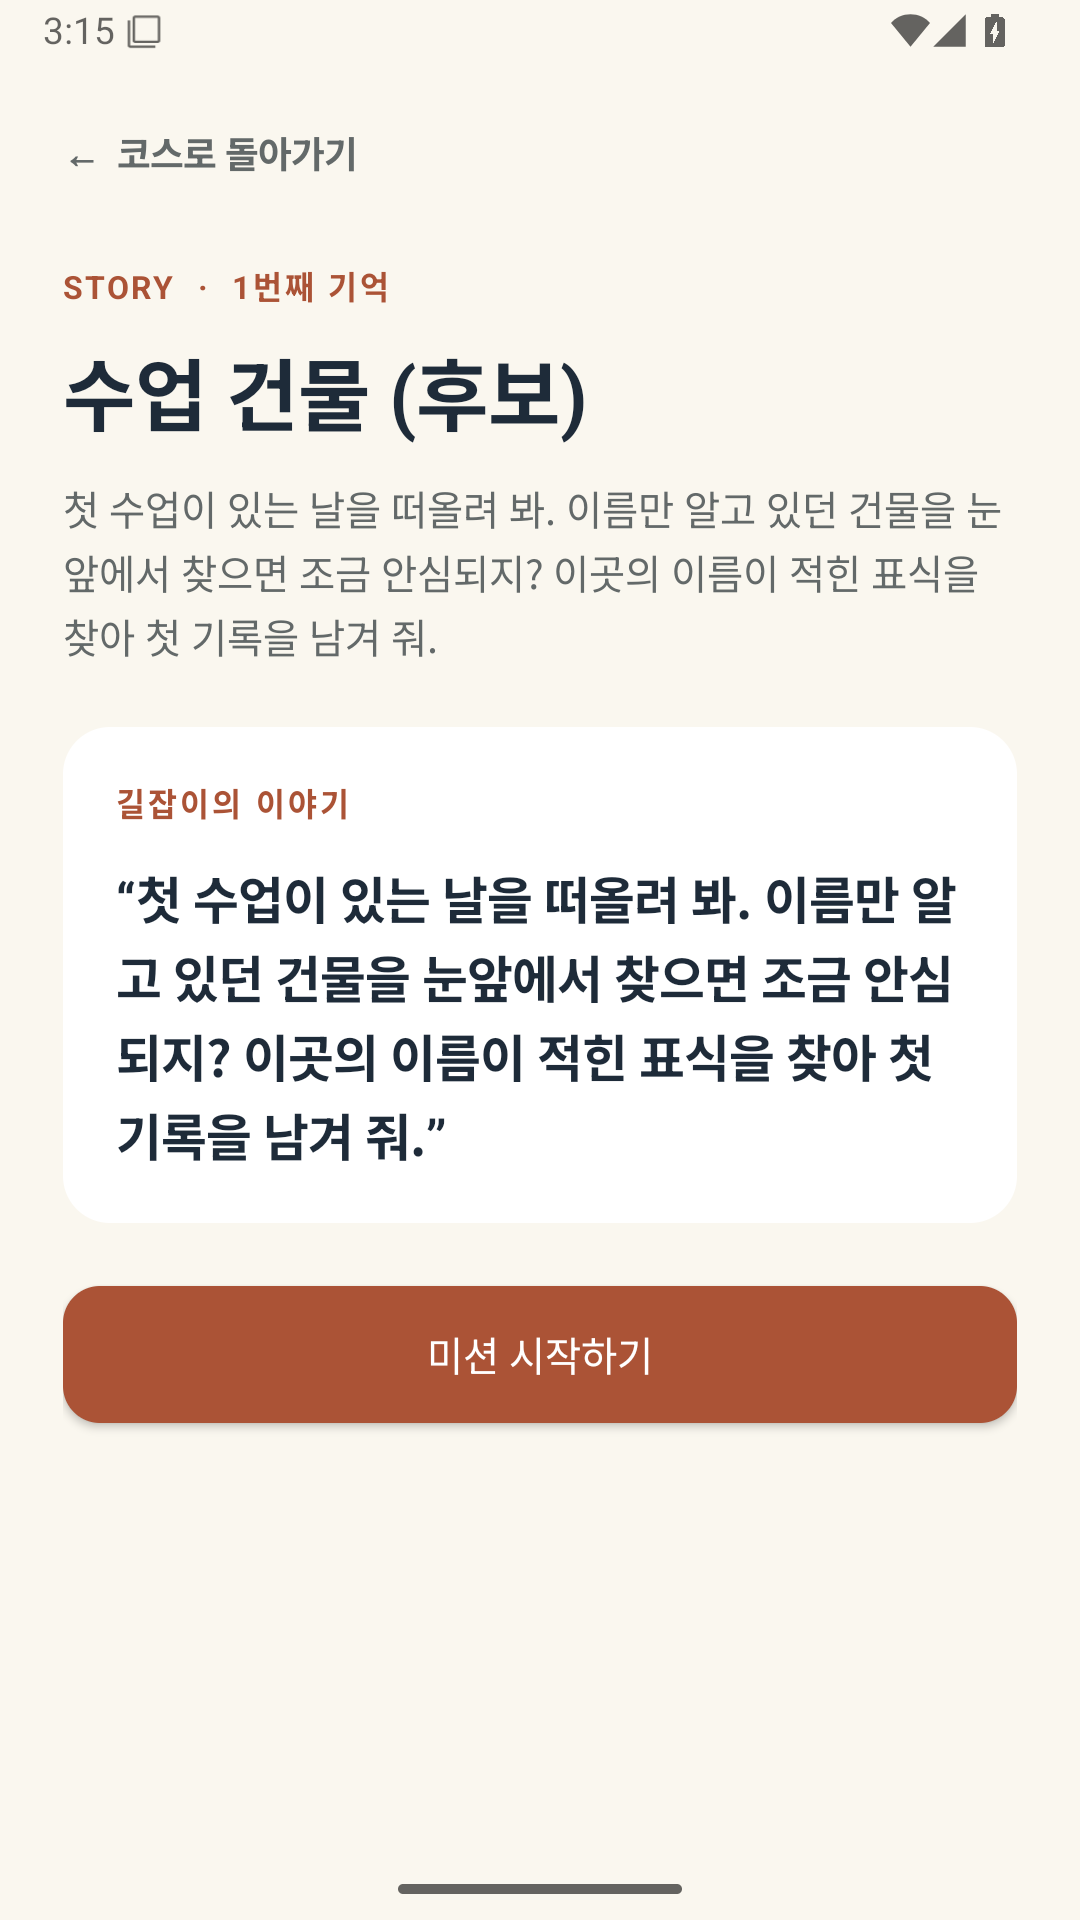 3:15
← 코스로 돌아가기
STORY · 1번째 기억
수업 건물 (후보)
첫 수업이 있는 날을 떠올려 봐. 이름만 알고 있던 건물을 눈
앞에서 찾으면 조금 안심되지? 이곳의 이름이 적힌 표식을
찾아 첫 기록을 남겨 줘.
길잡이의 이야기
“첫 수업이 있는 날을 떠올려 봐. 이름만 알
고 있던 건물을 눈앞에서 찾으면 조금 안심
되지? 이곳의 이름이 적힌 표식을 찾아 첫
기록을 남겨 줘.”
미션 시작하기